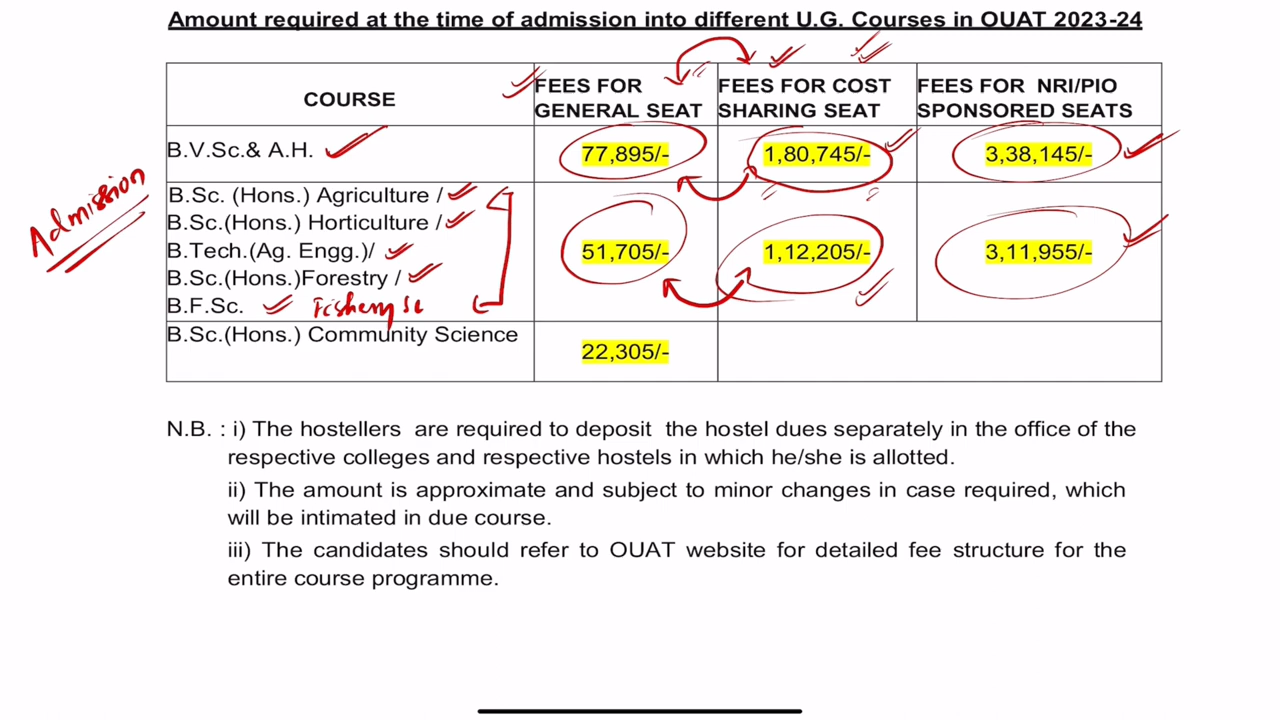 Amount required at the time of admission into different U.G. Courses in OUAT 2023-24
COURSE
FEES FOR
GENERAL SEAT
FEES FOR COST
SHARING SEAT
FEES FOR NRI/PIO
SPONSORED SEATS
B.V.Sc.& A.H.
77,895/-
1,80,745/-
3,38,145/-
Admission
B.Sc. (Hons.) Agriculture /
B.Sc.(Hons.) Horticulture /
B.Tech.(Ag. Engg.)/
B.Sc.(Hons.)Forestry /
B.F.Sc. Fishery Sc
51,705/-
1,12,205/-
3,11,955/-
B.Sc.(Hons.) Community Science
22,305/-
N.B. : i) The hostellers are required to deposit the hostel dues separately in the office of the
respective colleges and respective hostels in which he/she is allotted.
ii) The amount is approximate and subject to minor changes in case required, which
will be intimated in due course.
iii) The candidates should refer to OUAT website for detailed fee structure for the
entire course programme.